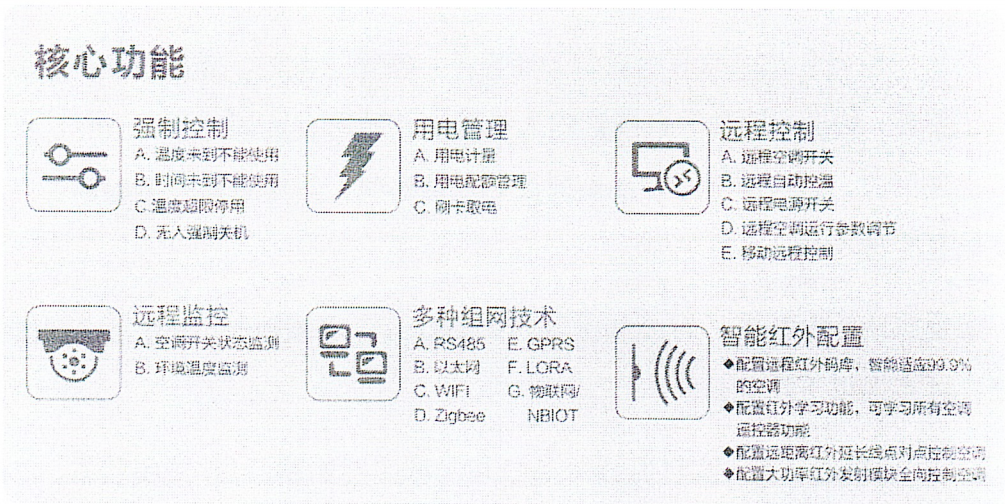 核心功能
强制控制
A. 温度未到不能使用
B. 时间未到不能使用
C.温度超限停用
D. 无人强制关机
用电管理
A. 用电计量
B. 用电配额管理
C. 刷卡取电
远程控制
A. 远程空调开关
B. 远程自动控温
C. 远程电源开关
D. 远程空调运行参数调节
E. 移动远程控制
远程监控
A. 空调开关状态监测
B. 环境温度监测
多种组网技术
A. RS485 E. GPRS
B. 以太网 F. LORA
C. WIFI G. 物联网/
D. Zigbee NBIOT
智能红外配置
◆配置远程红外码库，智能适应99.9%
的空调
◆配置红外学习功能，可学习所有空调
遥控器功能
◆配置远距离红外延长线点对点控制空调
◆配置大功率红外发射模块全向控制空调